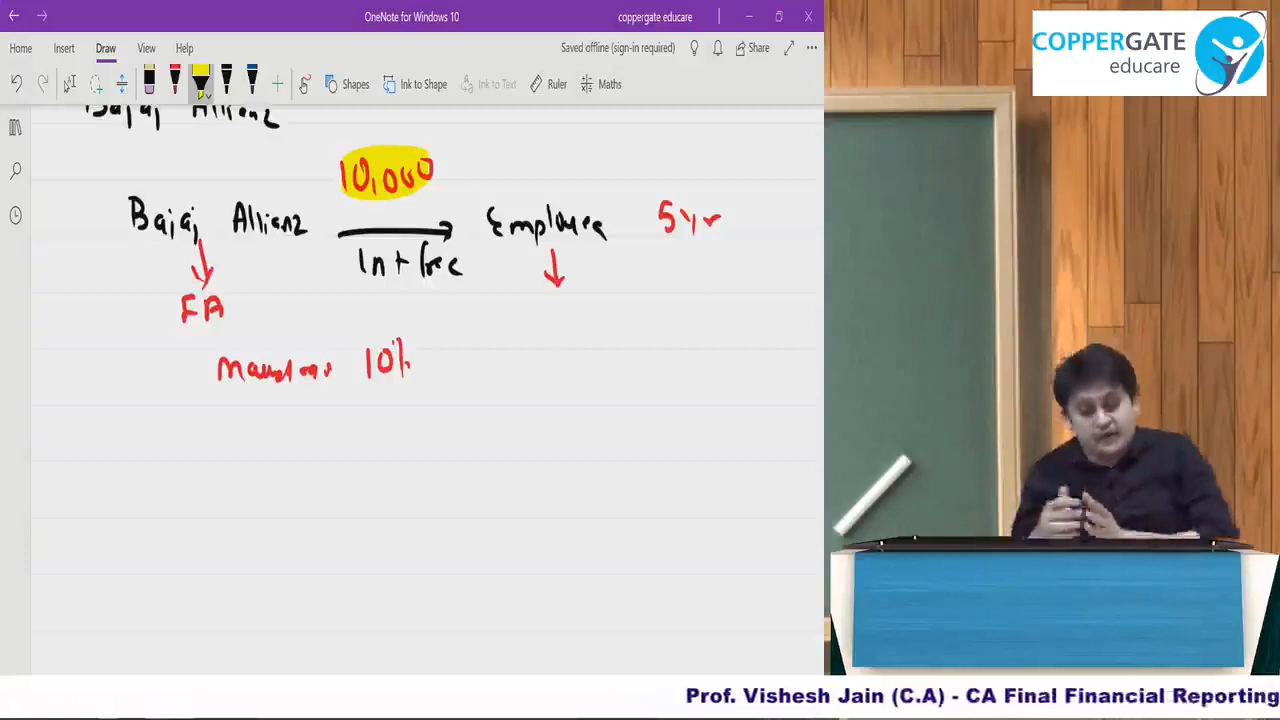 OneNote for Windows 10
coppergate educare
Home Insert Draw View Help
Saved offline (sign-in required)
Share
Shapes
Ink to Shape
Ink to Text
Ruler
Maths
COPPERGATE
educare
Bajaj Allianz
10,000
Bajaj Allianz Employee 5 yr
Int free
FA
10%
Prof. Vishesh Jain (C.A) - CA Final Financial Reporting